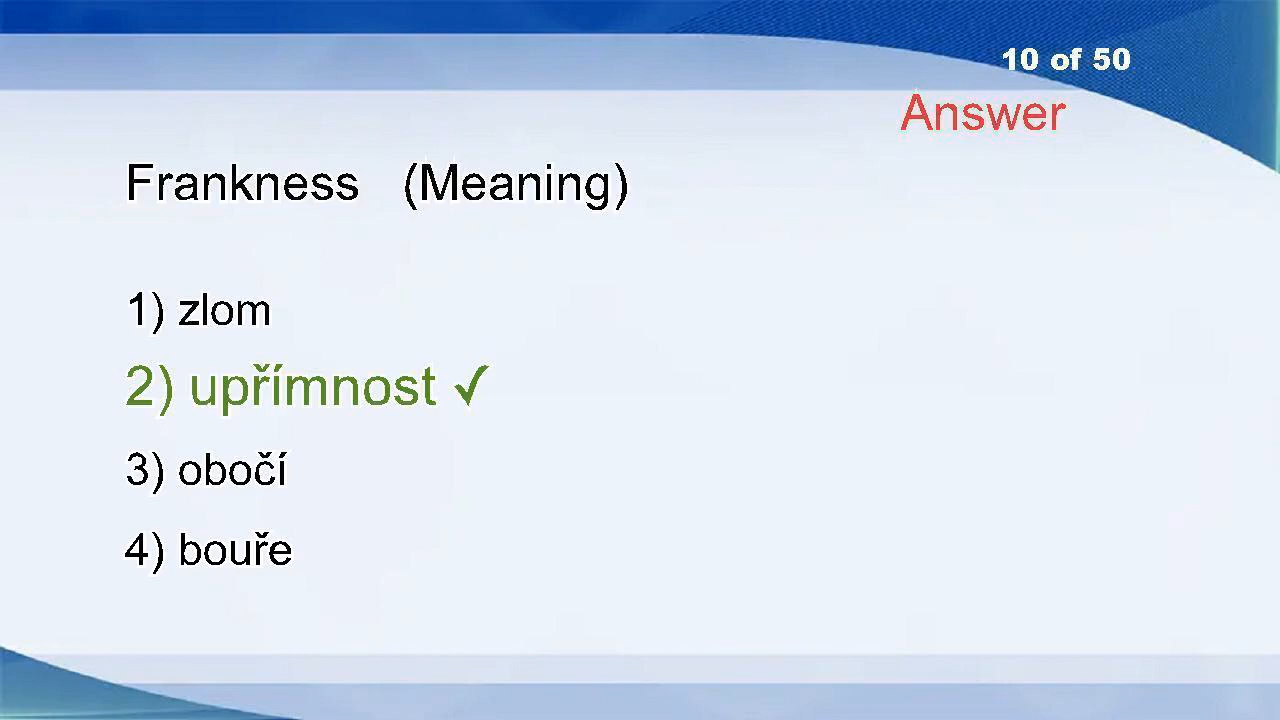 10 of 50
Answer
Frankness (Meaning)
1) zlom
2) upřímnost ✓
3) obočí
4) bouře